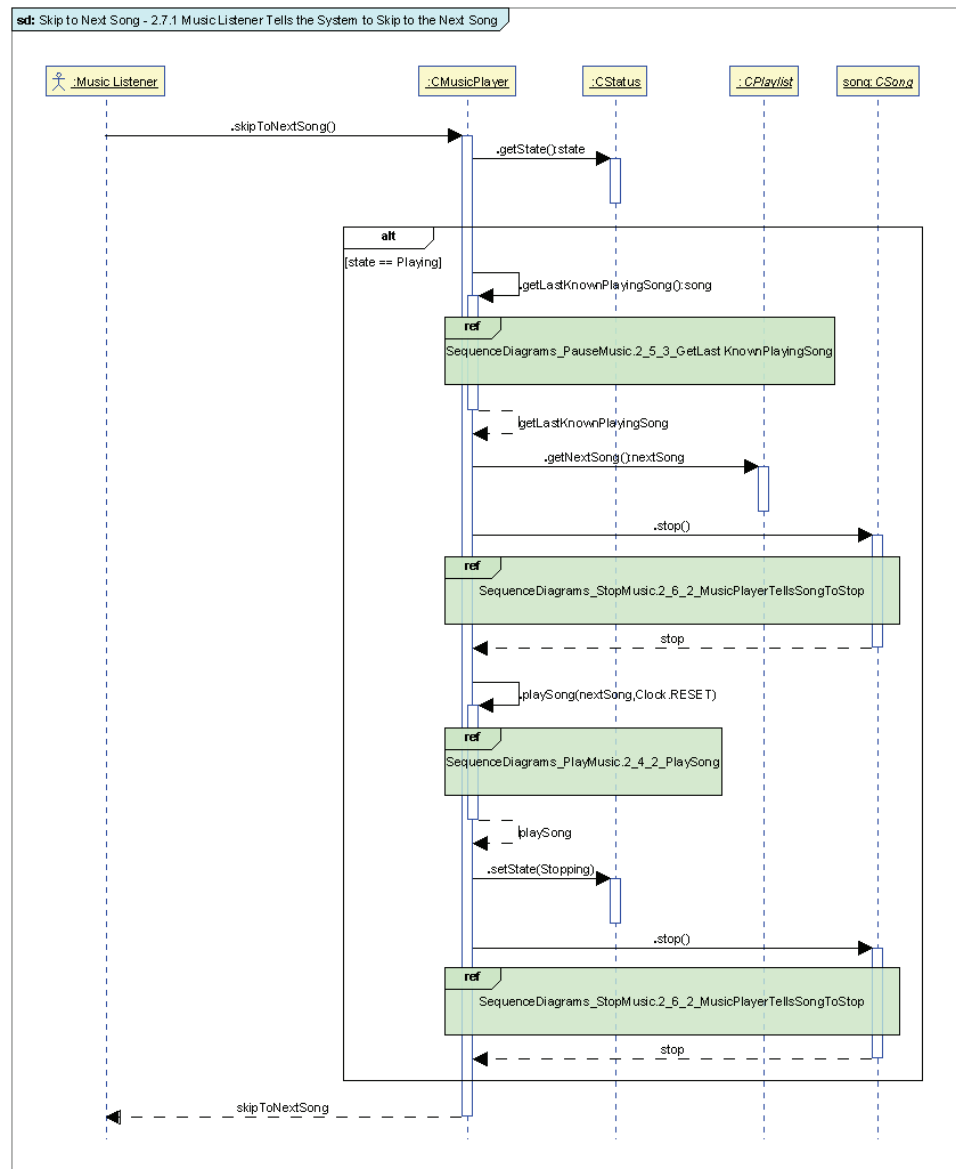 sd: Skip to Next Song - 2.7.1 Music Listener Tells the System to Skip to the Next Song
:Music Listener
:CMusicPlayer
:CStatus
:CPlaylist
song: CSong
.skipToNextSong()
.getState():state
alt
[state == Playing]
.getLastKnownPlayingSong():song
ref
SequenceDiagrams_PauseMusic.2_5_3_GetLast KnownPlayingSong
getLastKnownPlayingSong
.getNextSong():nextSong
.stop()
ref
SequenceDiagrams_StopMusic.2_6_2_MusicPlayerTellsSongToStop
stop
.playSong(nextSong,Clock.RESET)
ref
SequenceDiagrams_PlayMusic.2_4_2_PlaySong
playSong
.setState(Stopping)
.stop()
ref
SequenceDiagrams_StopMusic.2_6_2_MusicPlayerTellsSongToStop
stop
skipToNextSong